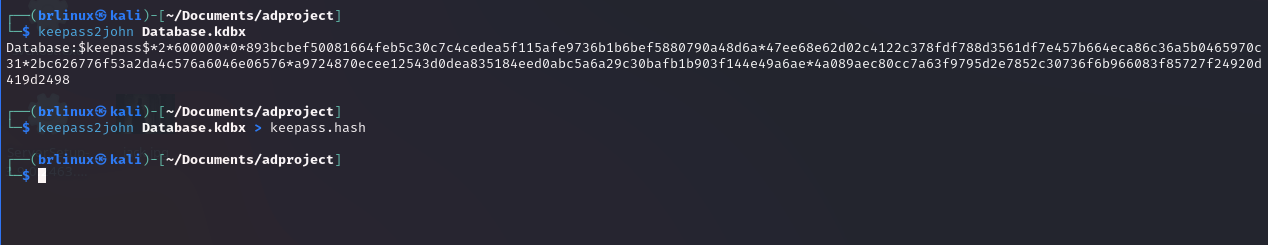 ┌──(brlinux㉿kali)-[~/Documents/adproject]
└─$ keepass2john Database.kdbx
Database:$keepass$*2*600000*0*893bcbef50081664feb5c30c7c4cedea5f115afe9736b1b6bef5880790a48d6a*47ee68e62d02c4122c378fdf788d3561df7e457b664eca86c36a5b0465970c
31*2bc626776f53a2da4c576a6046e06576*a9724870ecee12543d0dea835184eed0abc5a6a29c30bafb1b903f144e49a6ae*4a089aec80cc7a63f9795d2e7852c30736f6b966083f85727f24920d
419d2498
┌──(brlinux㉿kali)-[~/Documents/adproject]
└─$ keepass2john Database.kdbx > keepass.hash
┌──(brlinux㉿kali)-[~/Documents/adproject]
└─$